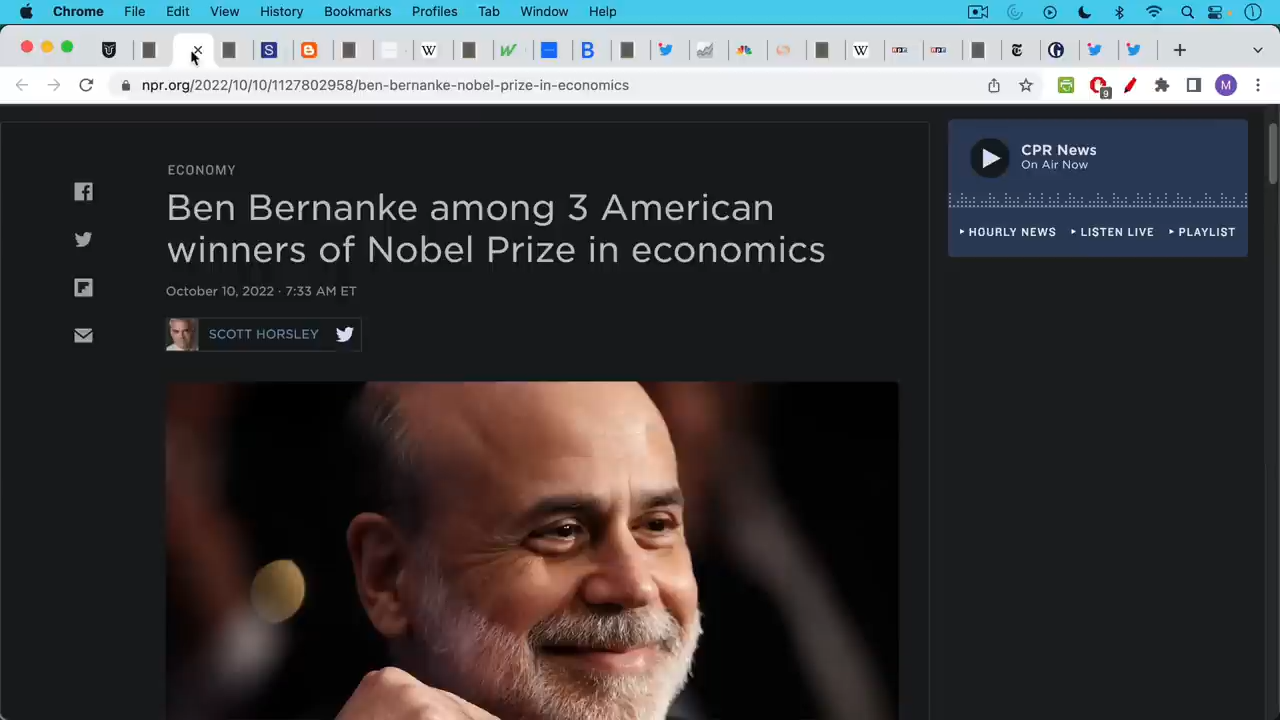 Chrome File Edit View History Bookmarks Profiles Tab Window Help
npr.org/2022/10/10/1127802958/ben-bernanke-nobel-prize-in-economics
9
M
ECONOMY
Ben Bernanke among 3 American
winners of Nobel Prize in economics
October 10, 2022 · 7:33 AM ET
SCOTT HORSLEY
CPR News
On Air Now
HOURLY NEWS LISTEN LIVE PLAYLIST